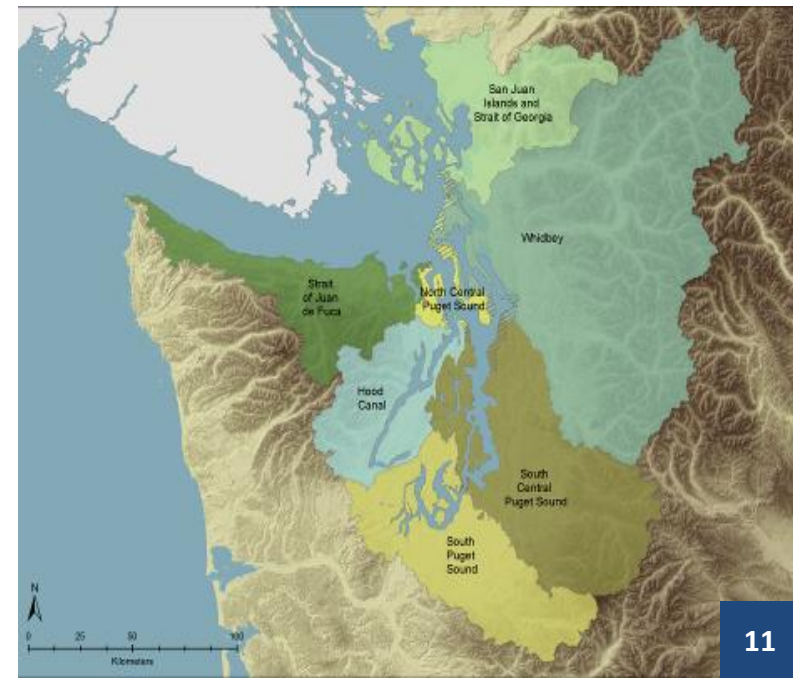 San Juan
Islands and
Strait of Georgia
Whidbey
Strait
of Juan
de Fuca
North Central
Puget Sound
Hood
Canal
South
Central
Puget Sound
South
Puget
Sound
N
0 25 50 100
Kilometers
11